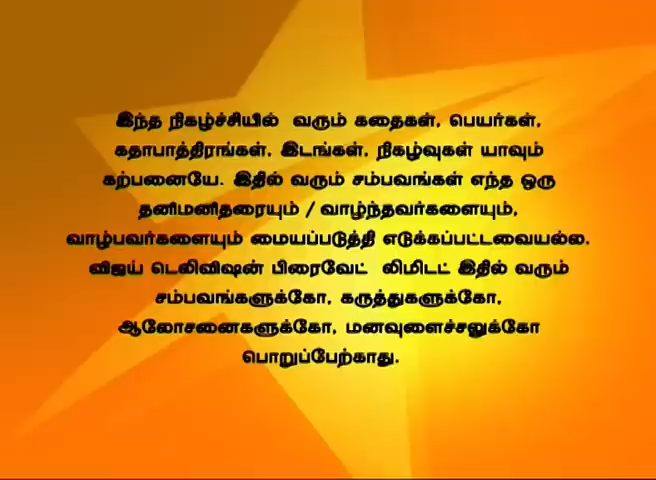 இந்த நிகழ்ச்சியில் வரும் கதைகள், பெயர்கள்,
கதாபாத்திரங்கள், இடங்கள், நிகழ்வுகள் யாவும்
கற்பனையே. இதில் வரும் சம்பவங்கள் எந்த ஒரு
தனிமனிதரையும் / வாழ்ந்தவர்களையும்,
வாழ்பவர்களையும் மையப்படுத்தி எடுக்கப்பட்டவையல்ல.
விஜய் டெலிவிஷன் பிரைவேட் லிமிடட் இதில் வரும்
சம்பவங்களுக்கோ, கருத்துகளுக்கோ,
ஆலோசனைகளுக்கோ, மனவுளைச்சலுக்கோ
பொறுப்பேற்காது.